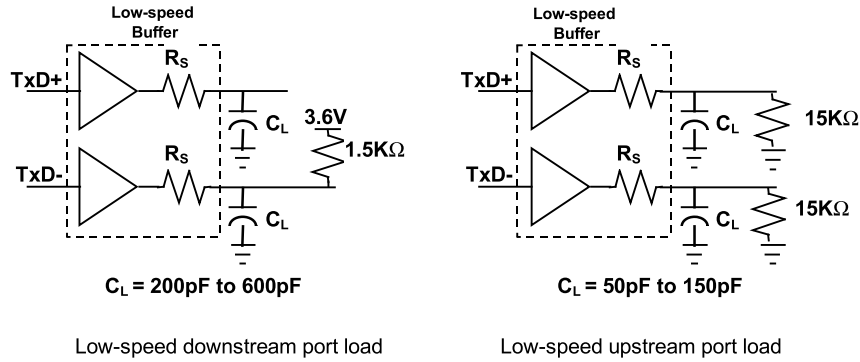 Low-speed
Buffer
TxD+
RS
CL
3.6V
1.5KΩ
TxD-
RS
CL
CL = 200pF to 600pF
Low-speed downstream port load
Low-speed
Buffer
TxD+
RS
CL
15KΩ
TxD-
RS
CL
15KΩ
CL = 50pF to 150pF
Low-speed upstream port load